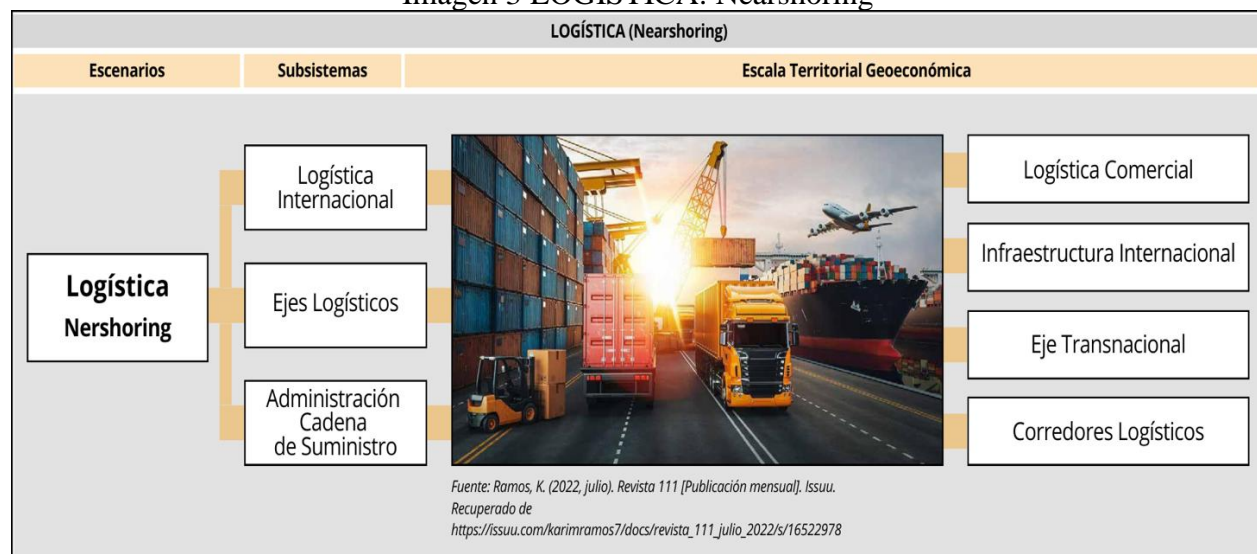 Imagen 3 LOGÍSTICA: Nearshoring
LOGÍSTICA (Nearshoring)
Escenarios
Subsistemas
Escala Territorial Geoeconómica
Logística
Nershoring
Logística
Internacional
Ejes Logísticos
Administración
Cadena
de Suministro
Logística Comercial
Infraestructura Internacional
Eje Transnacional
Corredores Logísticos
Fuente: Ramos, K. (2022, julio). Revista 111 [Publicación mensual]. Issuu.
Recuperado de
https://issuu.com/karimramos7/docs/revista_111_julio_2022/s/16522978